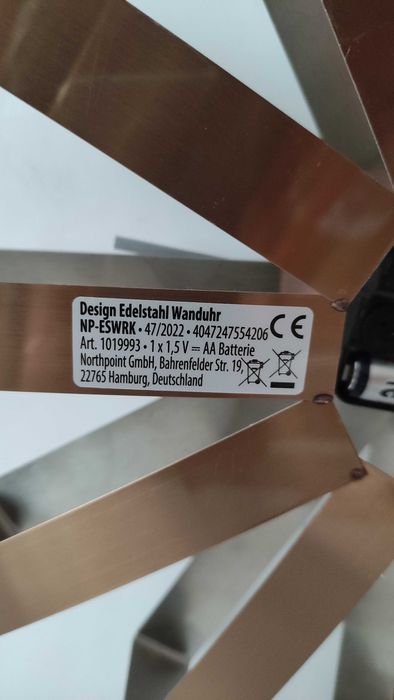 Design Edelstahl Wanduhr
NP-ESWRK • 47/2022 • 4047247554206 CE
Art. 1019993 • 1 x 1,5 V ⎓ AA Batterie
Northpoint GmbH, Bahrenfelder Str. 19,
22765 Hamburg, Deutschland